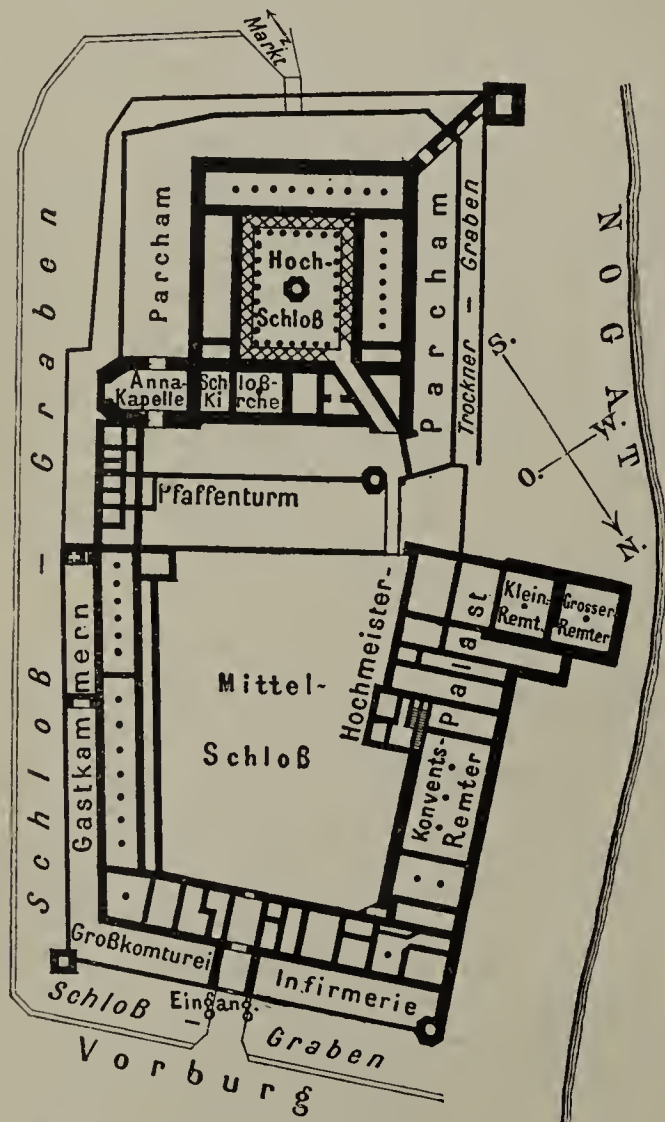 Markt
Graben
Parcham
Hoch-
Schloß
Parcham
Trockner – Graben
NOGAT
S.
W.
O.
N.
Anna-
Kapelle
Schloß-
Kirche
Pfaffenturm
Schloß –
Gastkammern
Mittel-
Schloß
Hochmeister-
Palast
Klein-
Remt.
Grosser-
Remter
Konvents-
Remter
Großkomturei
Infirmerie
Eingang.
Schloß –
Graben
Vorburg